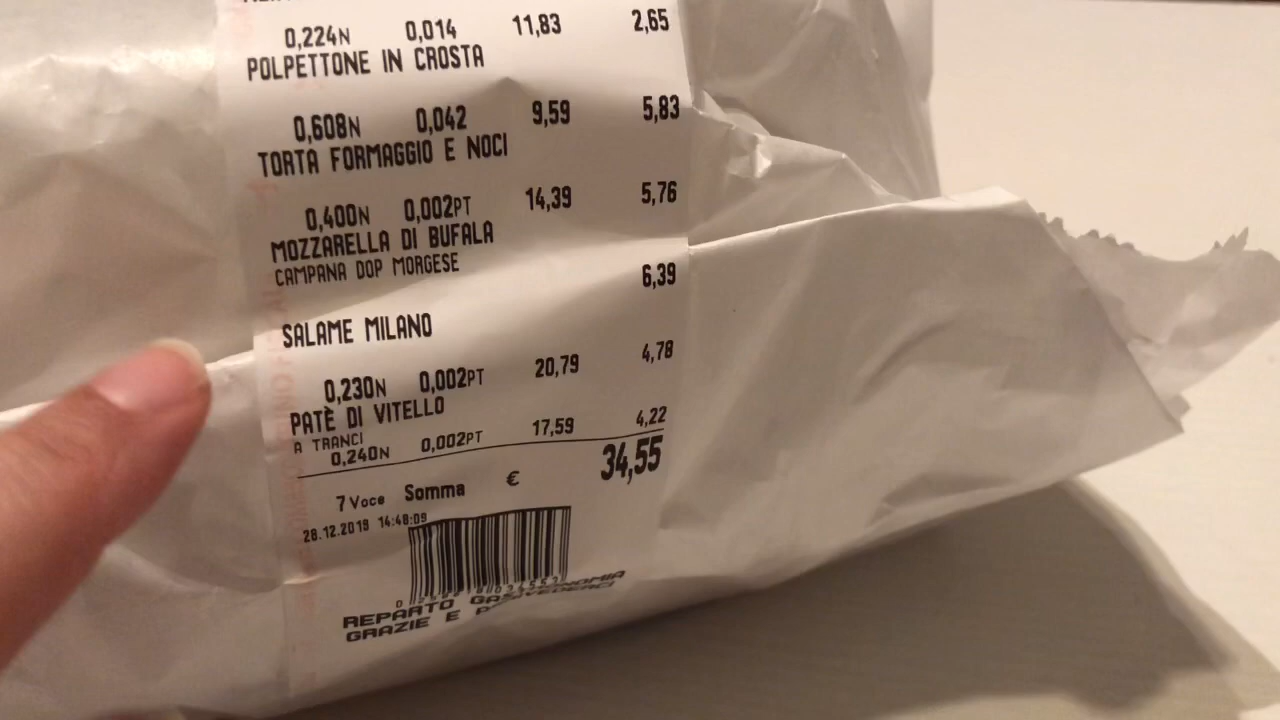 0,224N 0,014 11,83 2,65
POLPETTONE IN CROSTA
0,608N 0,042 9,59 5,83
TORTA FORMAGGIO E NOCI
0,400N 0,002PT 14,39 5,76
MOZZARELLA DI BUFALA
CAMPANA DOP MORGESE
6,39
SALAME MILANO
0,230N 0,002PT 20,79 4,78
PATÈ DI VITELLO
A TRANCI
0,240N 0,002PT 17,59 4,22
7 Voce Somma € 34,55
28.12.2019 14:48:09
REPARTO GASTRONOMIA
GRAZIE E